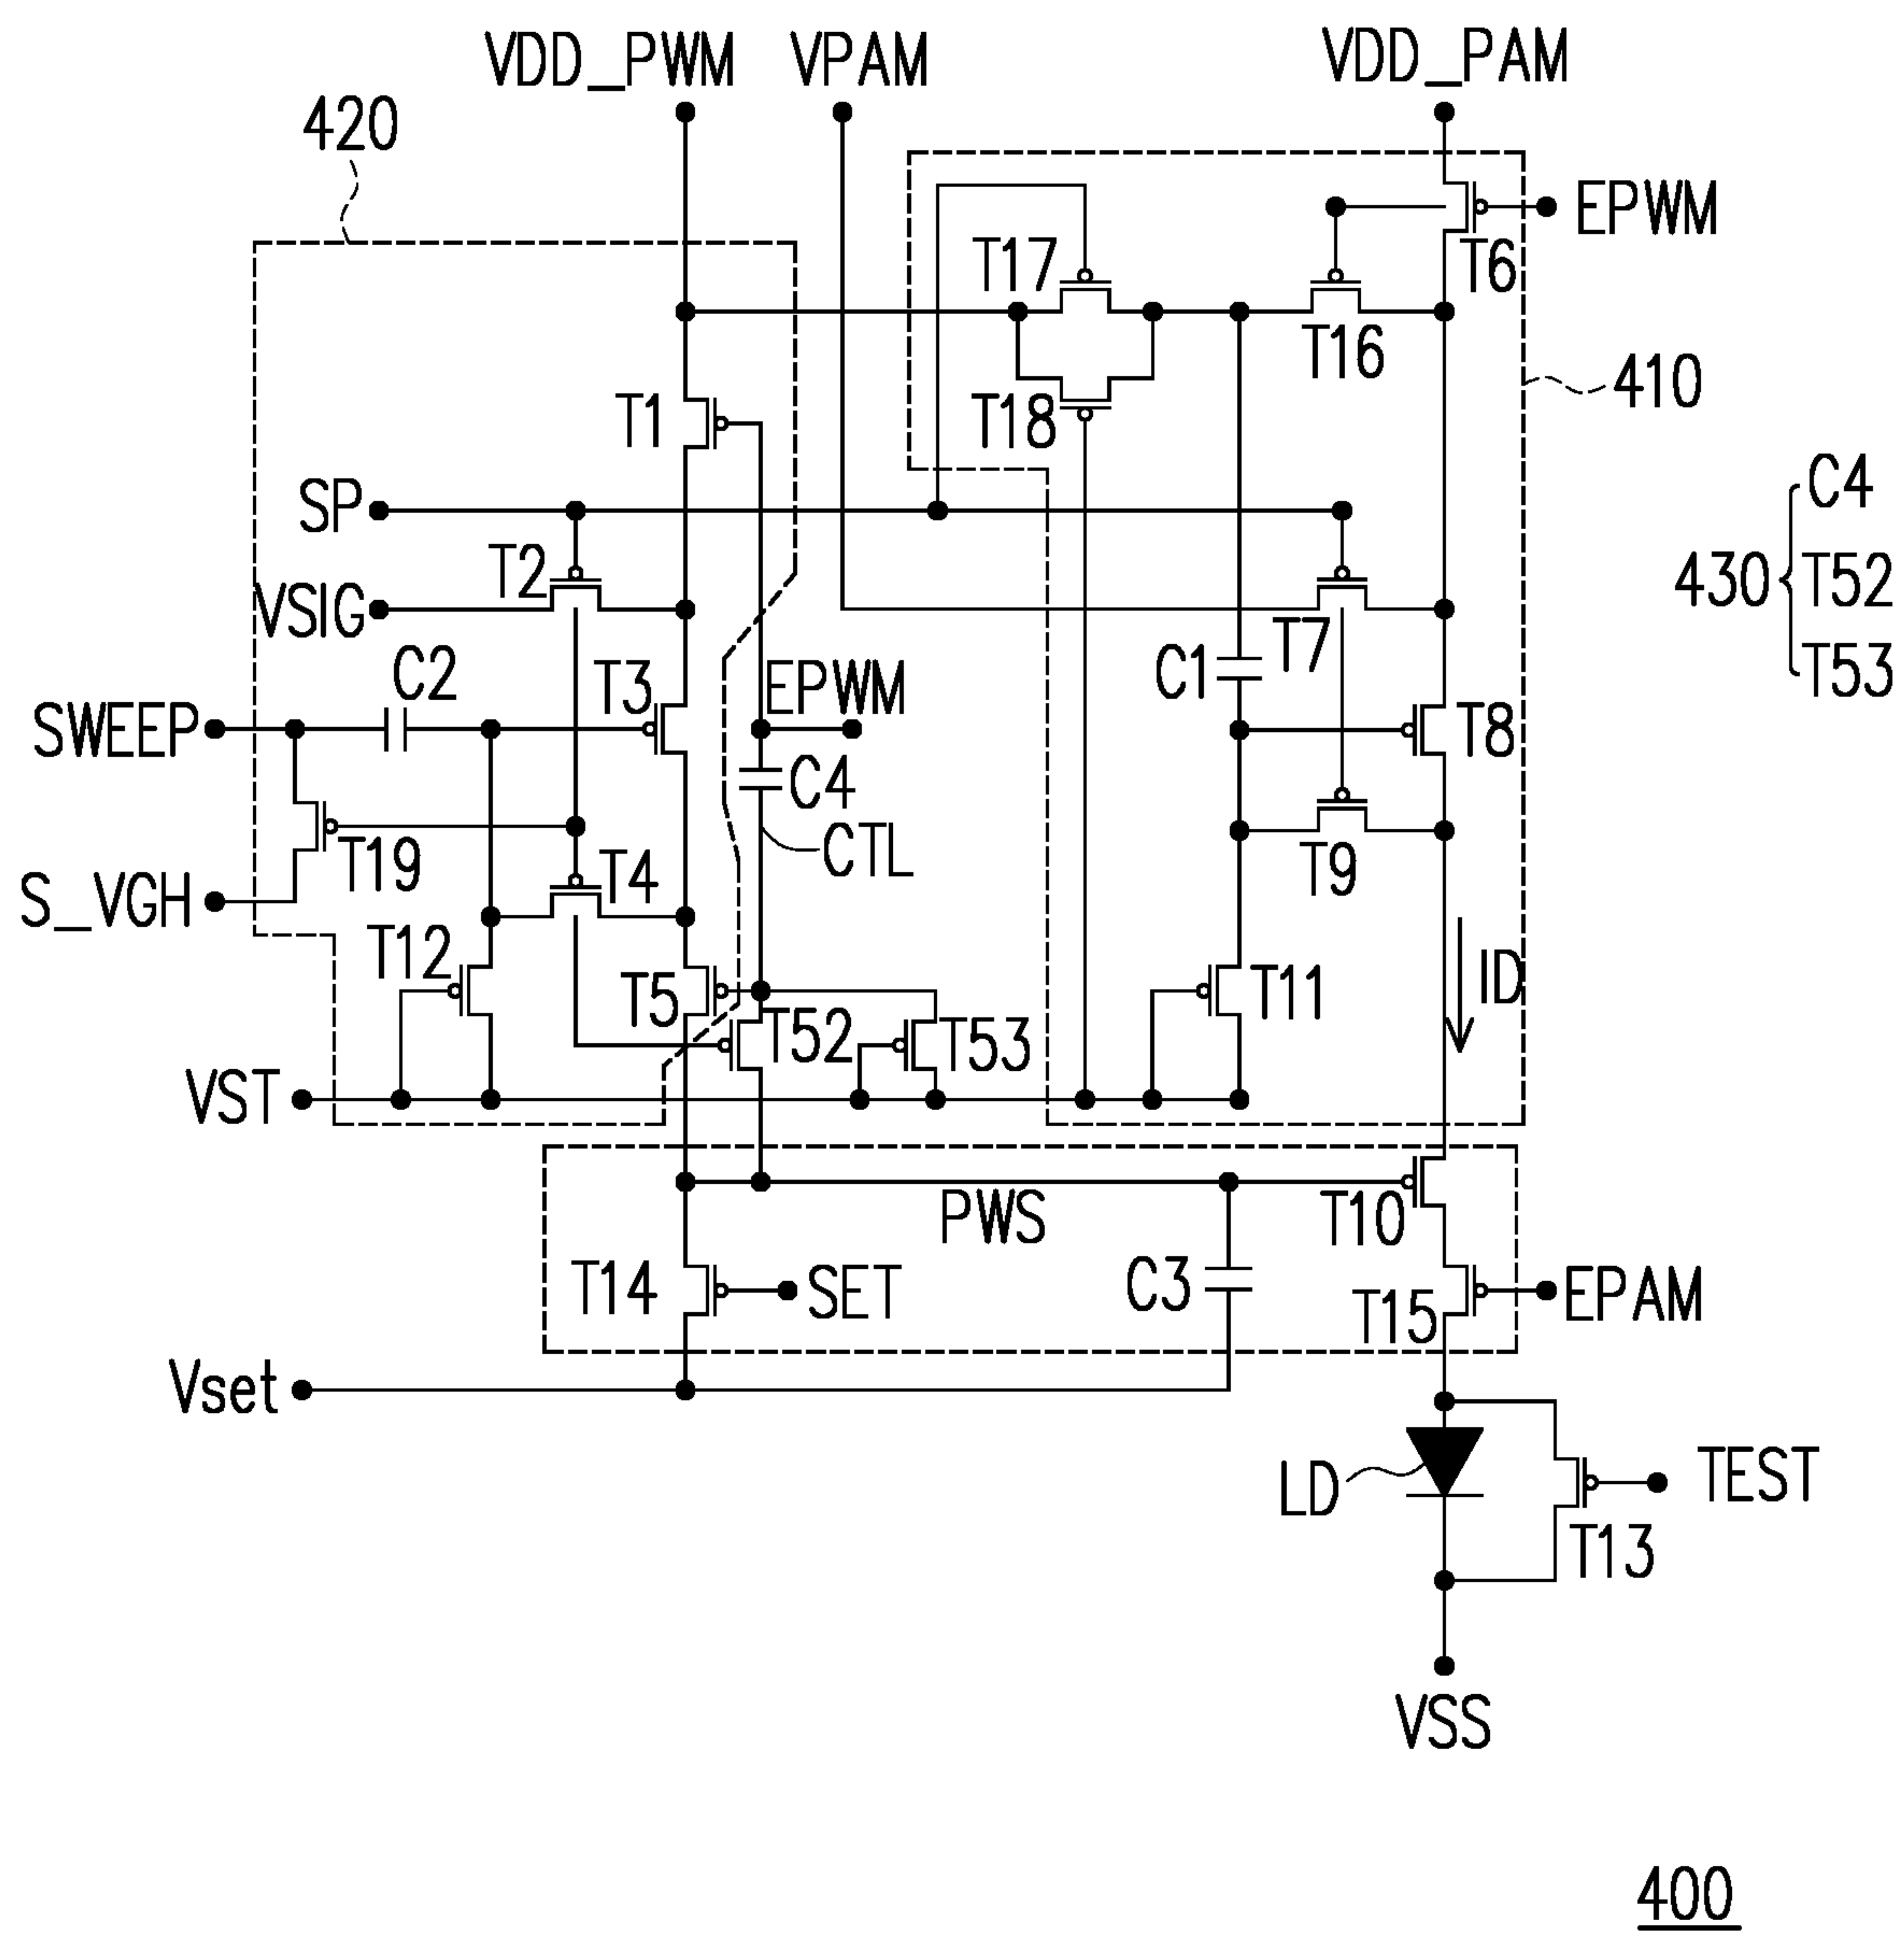 VDD_PWM VPAM VDD_PAM
420
EPWM
T17 T6
T16
410
T1 T18
C4
SP
T2
430 T52
VSIG
T7
C2 T3 EPWM C1
T53
SWEEP T8
C4
CTL
T19 T4 T9
S_VGH
T12 T5 T11 ID
T52 T53
VST
PWS T10
T14 SET C3 T15 EPAM
Vset
LD TEST
T13
VSS
400